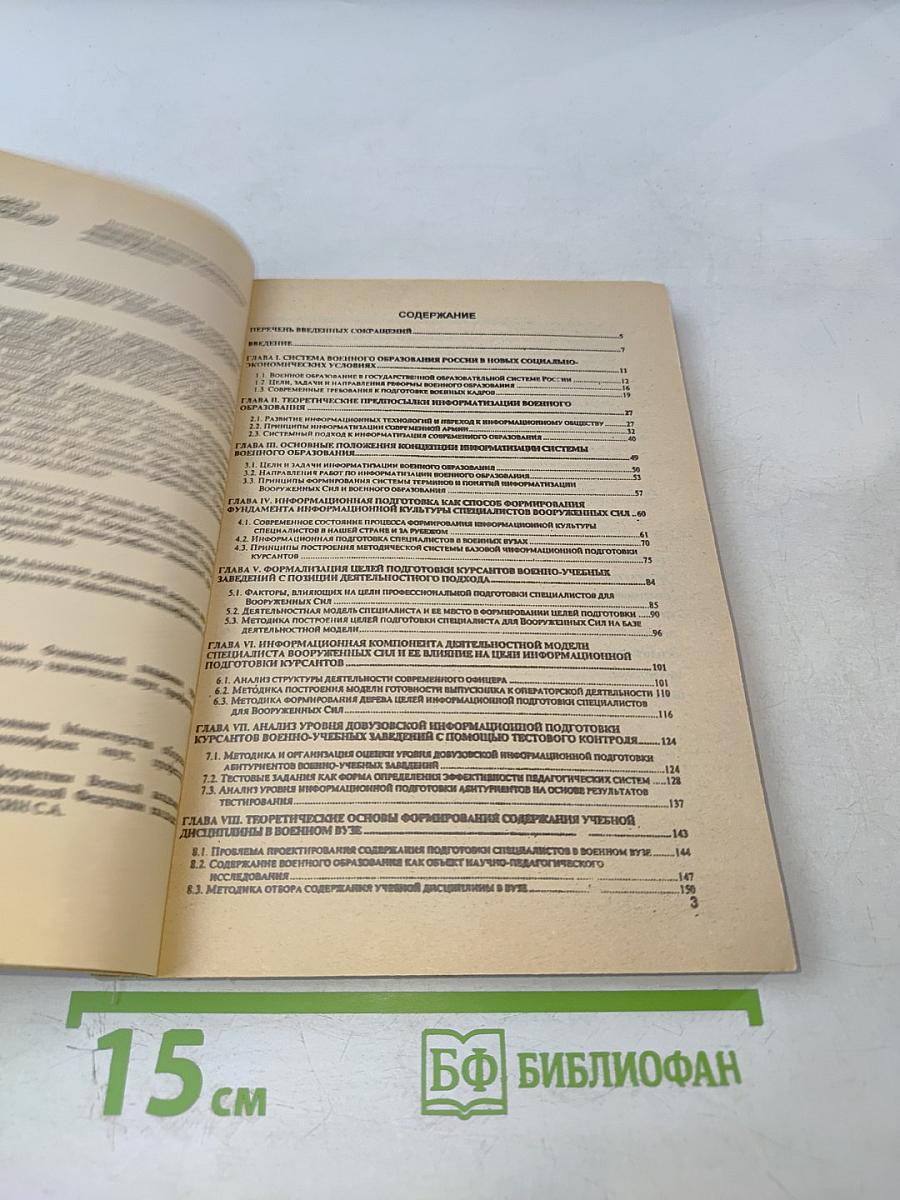 СОДЕРЖАНИЕ
ПЕРЕЧЕНЬ ВВЕДЕННЫХ СОКРАЩЕНИЙ 5
ВВЕДЕНИЕ 7
ГЛАВА I. СИСТЕМА ВОЕННОГО ОБРАЗОВАНИЯ РОССИИ В НОВЫХ СОЦИАЛЬНО-
ЭКОНОМИЧЕСКИХ УСЛОВИЯХ 11
1.1. ВОЕННОЕ ОБРАЗОВАНИЕ В ГОСУДАРСТВЕННОЙ ОБРАЗОВАТЕЛЬНОЙ СИСТЕМЕ РОССИИ 12
1.2. ЦЕЛИ, ЗАДАЧИ И НАПРАВЛЕНИЯ РЕФОРМЫ ВОЕННОГО ОБРАЗОВАНИЯ 16
1.3. СОВРЕМЕННЫЕ ТРЕБОВАНИЯ К ПОДГОТОВКЕ ВОЕННЫХ КАДРОВ 19
ГЛАВА II. ТЕОРЕТИЧЕСКИЕ ПРЕДПОСЫЛКИ ИНФОРМАТИЗАЦИИ ВОЕННОГО
ОБРАЗОВАНИЯ 27
2.1. РАЗВИТИЕ ИНФОРМАЦИОННЫХ ТЕХНОЛОГИЙ И ПЕРЕХОД К ИНФОРМАЦИОННОМУ ОБЩЕСТВУ 27
2.2. ПРИНЦИПЫ ИНФОРМАТИЗАЦИИ СОВРЕМЕННОЙ АРМИИ 32
2.3. СИСТЕМНЫЙ ПОДХОД К ИНФОРМАТИЗАЦИИ СОВРЕМЕННОГО ОБРАЗОВАНИЯ 40
ГЛАВА III. ОСНОВНЫЕ ПОЛОЖЕНИЯ КОНЦЕПЦИИ ИНФОРМАТИЗАЦИИ СИСТЕМЫ
ВОЕННОГО ОБРАЗОВАНИЯ 49
3.1. ЦЕЛИ И ЗАДАЧИ ИНФОРМАТИЗАЦИИ ВОЕННОГО ОБРАЗОВАНИЯ 50
3.2. НАПРАВЛЕНИЯ РАБОТ ПО ИНФОРМАТИЗАЦИИ ВОЕННОГО ОБРАЗОВАНИЯ 53
3.3. ПРИНЦИПЫ ФОРМИРОВАНИЯ СИСТЕМЫ ТЕРМИНОВ И ПОНЯТИЙ ИНФОРМАТИЗАЦИИ
ВООРУЖЕННЫХ СИЛ И ВОЕННОГО ОБРАЗОВАНИЯ 57
ГЛАВА IV. ИНФОРМАЦИОННАЯ ПОДГОТОВКА КАК СПОСОБ ФОРМИРОВАНИЯ
ФУНДАМЕНТА ИНФОРМАЦИОННОЙ КУЛЬТУРЫ СПЕЦИАЛИСТОВ ВООРУЖЕННЫХ СИЛ 60
4.1. СОВРЕМЕННОЕ СОСТОЯНИЕ ПРОЦЕССА ФОРМИРОВАНИЯ ИНФОРМАЦИОННОЙ КУЛЬТУРЫ
СПЕЦИАЛИСТОВ В НАШЕЙ СТРАНЕ И ЗА РУБЕЖОМ 61
4.2. ИНФОРМАЦИОННАЯ ПОДГОТОВКА СПЕЦИАЛИСТОВ В ВОЕННЫХ ВУЗАХ 70
4.3. ПРИНЦИПЫ ПОСТРОЕНИЯ МЕТОДИЧЕСКОЙ СИСТЕМЫ БАЗОВОЙ ИНФОРМАЦИОННОЙ ПОДГОТОВКИ
КУРСАНТОВ 75
ГЛАВА V. ФОРМАЛИЗАЦИЯ ЦЕЛЕЙ ПОДГОТОВКИ КУРСАНТОВ ВОЕННО-УЧЕБНЫХ
ЗАВЕДЕНИЙ С ПОЗИЦИИ ДЕЯТЕЛЬНОСТНОГО ПОДХОДА 84
5.1. ФАКТОРЫ, ВЛИЯЮЩИХ НА ЦЕЛИ ПРОФЕССИОНАЛЬНОЙ ПОДГОТОВКИ СПЕЦИАЛИСТОВ ДЛЯ
ВООРУЖЕННЫХ СИЛ 85
5.2. ДЕЯТЕЛЬНОСТНАЯ МОДЕЛЬ СПЕЦИАЛИСТА И ЕЕ МЕСТО В ФОРМИРОВАНИИ ЦЕЛЕЙ ПОДГОТОВКИ 90
5.3. МЕТОДИКА ПОСТРОЕНИЯ ЦЕЛЕЙ ПОДГОТОВКИ СПЕЦИАЛИСТА ДЛЯ ВООРУЖЕННЫХ СИЛ НА БАЗЕ
ДЕЯТЕЛЬНОСТНОЙ МОДЕЛИ 96
ГЛАВА VI. ИНФОРМАЦИОННАЯ КОМПОНЕНТА ДЕЯТЕЛЬНОСТНОЙ МОДЕЛИ
СПЕЦИАЛИСТА ВООРУЖЕННЫХ СИЛ И ЕЕ ВЛИЯНИЕ НА ЦЕЛИ ИНФОРМАЦИОННОЙ
ПОДГОТОВКИ КУРСАНТОВ 101
6.1. АНАЛИЗ СТРУКТУРЫ ДЕЯТЕЛЬНОСТИ СОВРЕМЕННОГО ОФИЦЕРА 101
6.2. МЕТОДИКА ПОСТРОЕНИЯ МОДЕЛИ ГОТОВНОСТИ ВЫПУСКНИКА К ОПЕРАТОРСКОЙ ДЕЯТЕЛЬНОСТИ 110
6.3. МЕТОДИКА ФОРМИРОВАНИЯ ДЕРЕВА ЦЕЛЕЙ ИНФОРМАЦИОННОЙ ПОДГОТОВКИ СПЕЦИАЛИСТОВ
ДЛЯ ВООРУЖЕННЫХ СИЛ 116
ГЛАВА VII. АНАЛИЗ УРОВНЯ ДОВУЗОВСКОЙ ИНФОРМАЦИОННОЙ ПОДГОТОВКИ
КУРСАНТОВ ВОЕННО-УЧЕБНЫХ ЗАВЕДЕНИЙ С ПОМОЩЬЮ ТЕСТОВОГО КОНТРОЛЯ 124
7.1. МЕТОДИКА И ОРГАНИЗАЦИЯ ОЦЕНКИ УРОВНЯ ДОВУЗОВСКОЙ ИНФОРМАЦИОННОЙ ПОДГОТОВКИ
АБИТУРИЕНТОВ ВОЕННО-УЧЕБНЫХ ЗАВЕДЕНИЙ 124
7.2. ТЕСТОВЫЕ ЗАДАНИЯ КАК ФОРМА ОПРЕДЕЛЕНИЯ ЭФФЕКТИВНОСТИ ПЕДАГОГИЧЕСКИХ СИСТЕМ 128
7.3. АНАЛИЗ УРОВНЯ ИНФОРМАЦИОННОЙ ПОДГОТОВКИ АБИТУРИЕНТОВ НА ОСНОВЕ РЕЗУЛЬТАТОВ
ТЕСТИРОВАНИЯ 137
ГЛАВА VIII. ТЕОРЕТИЧЕСКИЕ ОСНОВЫ ФОРМИРОВАНИЯ СОДЕРЖАНИЯ УЧЕБНОЙ
ДИСЦИПЛИНЫ В ВОЕННОМ ВУЗЕ 143
8.1. ПРОБЛЕМА ПРОЕКТИРОВАНИЯ СОДЕРЖАНИЯ ПОДГОТОВКИ СПЕЦИАЛИСТОВ В ВОЕННОМ ВУЗЕ 144
8.2. СОДЕРЖАНИЕ ВОЕННОГО ОБРАЗОВАНИЯ КАК ОБЪЕКТ НАУЧНО-ПЕДАГОГИЧЕСКОГО
ИССЛЕДОВАНИЯ 147
8.3. МЕТОДИКА ОТБОРА СОДЕРЖАНИЯ УЧЕБНОЙ ДИСЦИПЛИНЫ В ВУЗЕ 150
3
15 см
БФ БИБЛИОФАН